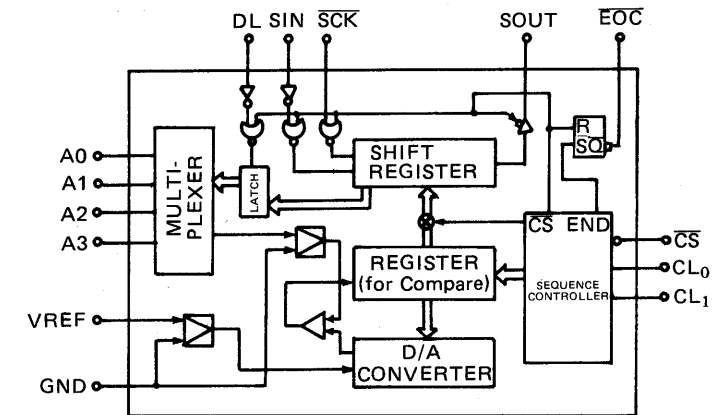 DL SIN SCK SOUT EOC
A0
A1
A2
A3
MULTI-
PLEXER
LATCH
SHIFT
REGISTER
R
SQ
CS END
REGISTER
(for Compare)
SEQUENCE
CONTROLLER
CS
CL0
CL1
VREF
GND
D/A
CONVERTER